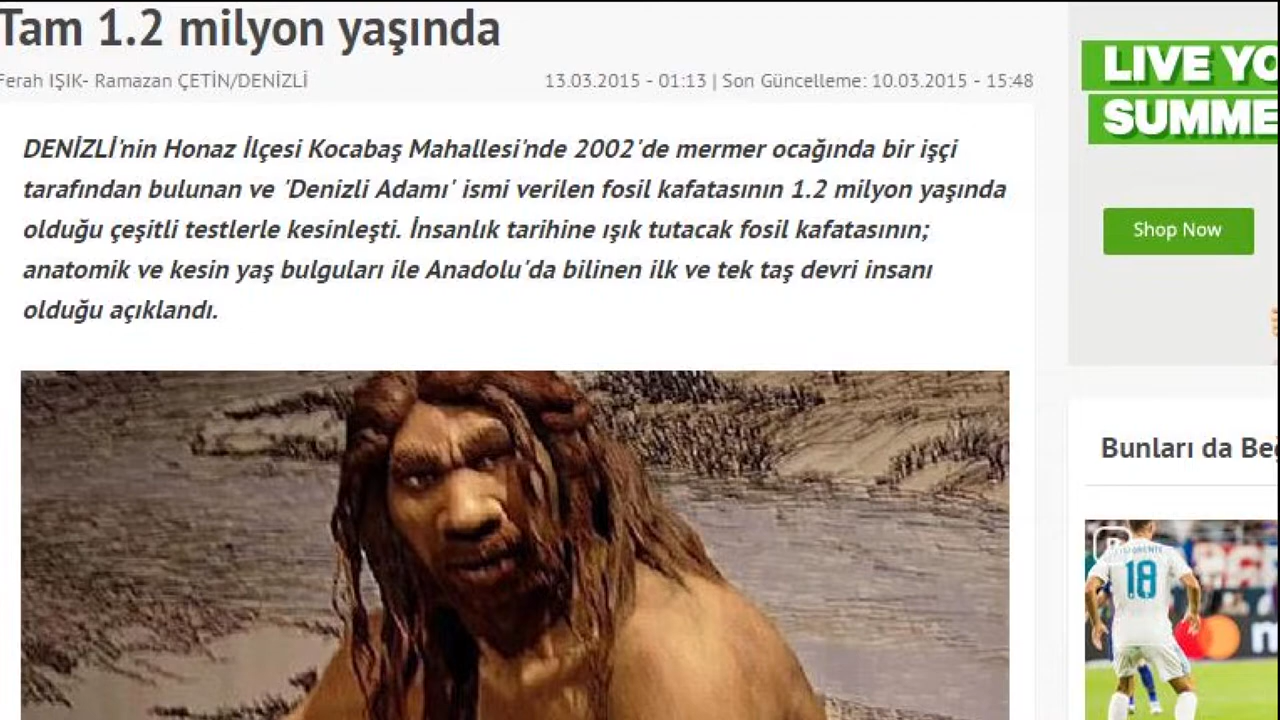 Tam 1.2 milyon yaşında
Ferah IŞIK- Ramazan ÇETİN/DENİZLİ
13.03.2015 - 01:13 | Son Güncelleme: 10.03.2015 - 15:48
DENİZLİ'nin Honaz İlçesi Kocabaş Mahallesi'nde 2002'de mermer ocağında bir işçi
tarafından bulunan ve 'Denizli Adamı' ismi verilen fosil kafatasının 1.2 milyon yaşında
olduğu çeşitli testlerle kesinleşti. İnsanlık tarihine ışık tutacak fosil kafatasının;
anatomik ve kesin yaş bulguları ile Anadolu'da bilinen ilk ve tek taş devri insanı
olduğu açıklandı.
LIVE YO
SUMME
Shop Now
Bunları da Beğ
18